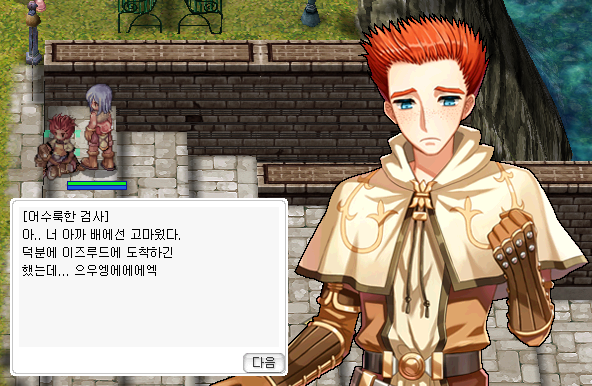 [어수룩한 검사]
아.. 너 아까 배에선 고마웠다.
덕분에 이즈루드에 도착하긴
했는데... 으우엥에에에엑
다음